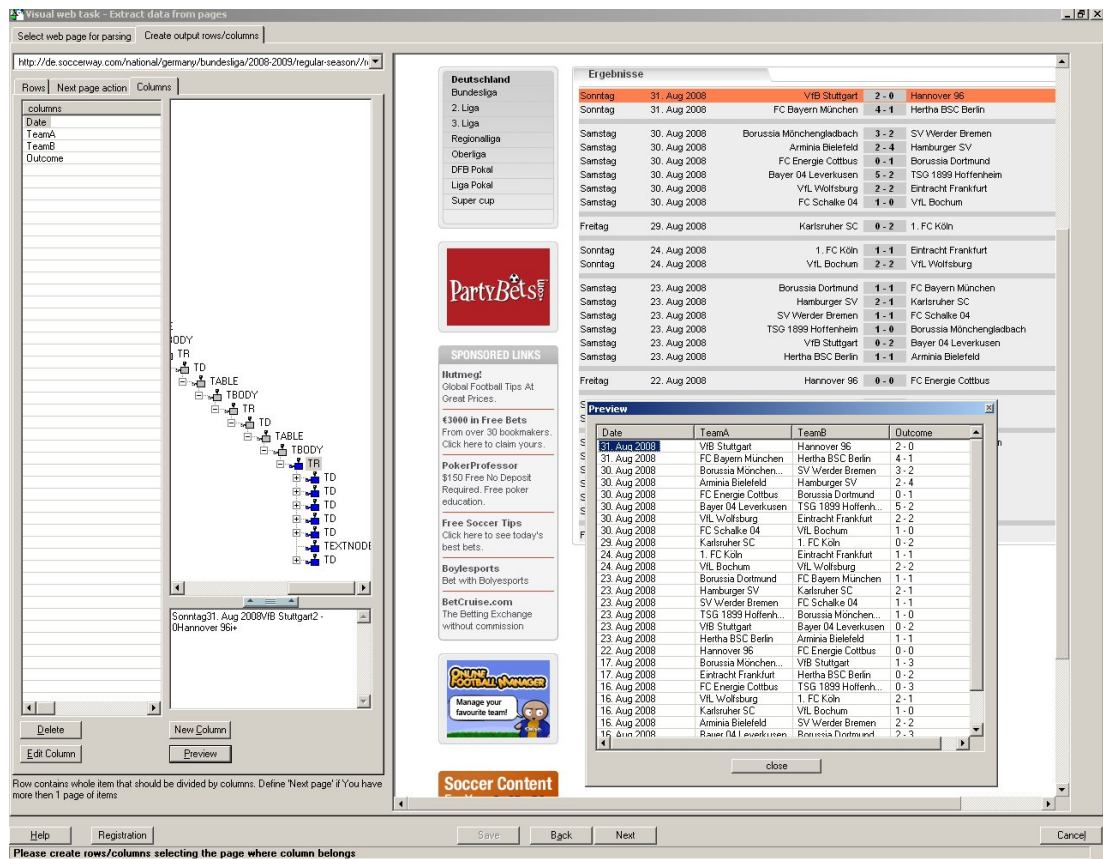 Visual web task - Extract data from pages
Select web page for parsing Create output rows/columns
http://de.soccerway.com/national/germany/bundesliga/2008-2009/regular-season//r
Rows Next page action Columns
columns
Date
TeamA
TeamB
Outcome
BODY
TR
TD
TABLE
TBODY
TR
TD
TABLE
TBODY
TR
TD
TD
TD
TD
TD
TEXTNODE
TD
Sonntag31. Aug 2008VfB Stuttgart2 -
0Hannover 96i+
Delete New Column
Edit Column Preview
Row contains whole item that should be divided by columns. Define 'Next page' if You have
more then 1 page of items
Deutschland
Bundesliga
2. Liga
3. Liga
Regionalliga
Oberliga
DFB Pokal
Liga Pokal
Super cup
PartyBets.com
SPONSORED LINKS
Nutmeg!
Global Football Tips At
Great Prices.
€3000 in Free Bets
From over 30 bookmakers.
Click here to claim yours.
PokerProfessor
$150 Free No Deposit
Required. Free poker
education.
Free Soccer Tips
Click here to see today's
best bets.
Boylesports
Bet with Bolyesports
BetCruise.com
The Betting Exchange
without commission
ONLINE
FOOTBALL MANAGER
Manage your
favourite team!
Soccer Content
Ergebnisse
Sonntag 31. Aug 2008 VfB Stuttgart 2 - 0 Hannover 96
Sonntag 31. Aug 2008 FC Bayern München 4 - 1 Hertha BSC Berlin
Samstag 30. Aug 2008 Borussia Mönchengladbach 3 - 2 SV Werder Bremen
Samstag 30. Aug 2008 Arminia Bielefeld 2 - 4 Hamburger SV
Samstag 30. Aug 2008 FC Energie Cottbus 0 - 1 Borussia Dortmund
Samstag 30. Aug 2008 Bayer 04 Leverkusen 5 - 2 TSG 1899 Hoffenheim
Samstag 30. Aug 2008 VfL Wolfsburg 2 - 2 Eintracht Frankfurt
Samstag 30. Aug 2008 FC Schalke 04 1 - 0 VfL Bochum
Freitag 29. Aug 2008 Karlsruher SC 0 - 2 1. FC Köln
Sonntag 24. Aug 2008 1. FC Köln 1 - 1 Eintracht Frankfurt
Sonntag 24. Aug 2008 VfL Bochum 2 - 2 VfL Wolfsburg
Samstag 23. Aug 2008 Borussia Dortmund 1 - 1 FC Bayern München
Samstag 23. Aug 2008 Hamburger SV 2 - 1 Karlsruher SC
Samstag 23. Aug 2008 SV Werder Bremen 1 - 1 FC Schalke 04
Samstag 23. Aug 2008 TSG 1899 Hoffenheim 1 - 0 Borussia Mönchengladbach
Samstag 23. Aug 2008 VfB Stuttgart 0 - 2 Bayer 04 Leverkusen
Samstag 23. Aug 2008 Hertha BSC Berlin 1 - 1 Arminia Bielefeld
Freitag 22. Aug 2008 Hannover 96 0 - 0 FC Energie Cottbus
Preview
Date TeamA TeamB Outcome
31. Aug 2008 VfB Stuttgart Hannover 96 2 - 0
31. Aug 2008 FC Bayern München Hertha BSC Berlin 4 - 1
30. Aug 2008 Borussia Mönchen... SV Werder Bremen 3 - 2
30. Aug 2008 Arminia Bielefeld Hamburger SV 2 - 4
30. Aug 2008 FC Energie Cottbus Borussia Dortmund 0 - 1
30. Aug 2008 Bayer 04 Leverkusen TSG 1899 Hoffenh... 5 - 2
30. Aug 2008 VfL Wolfsburg Eintracht Frankfurt 2 - 2
30. Aug 2008 FC Schalke 04 VfL Bochum 1 - 0
29. Aug 2008 Karlsruher SC 1. FC Köln 0 - 2
24. Aug 2008 1. FC Köln Eintracht Frankfurt 1 - 1
24. Aug 2008 VfL Bochum VfL Wolfsburg 2 - 2
23. Aug 2008 Borussia Dortmund FC Bayern München 1 - 1
23. Aug 2008 Hamburger SV Karlsruher SC 2 - 1
23. Aug 2008 SV Werder Bremen FC Schalke 04 1 - 1
23. Aug 2008 TSG 1899 Hoffenh... Borussia Mönchen... 1 - 0
23. Aug 2008 VfB Stuttgart Bayer 04 Leverkusen 0 - 2
23. Aug 2008 Hertha BSC Berlin Arminia Bielefeld 1 - 1
22. Aug 2008 Hannover 96 FC Energie Cottbus 0 - 0
17. Aug 2008 Borussia Mönchen... VfB Stuttgart 1 - 3
17. Aug 2008 Eintracht Frankfurt Hertha BSC Berlin 0 - 2
16. Aug 2008 FC Energie Cottbus TSG 1899 Hoffenh... 0 - 3
16. Aug 2008 VfL Wolfsburg 1. FC Köln 2 - 1
16. Aug 2008 Karlsruher SC VfL Bochum 1 - 0
16. Aug 2008 Arminia Bielefeld SV Werder Bremen 2 - 2
16. Aug 2008 Bayer 04 Leverkusen Borussia Dortmund 2 - 3
close
Help Registration Save Back Next Cancel
Please create rows/columns selecting the page where column belongs